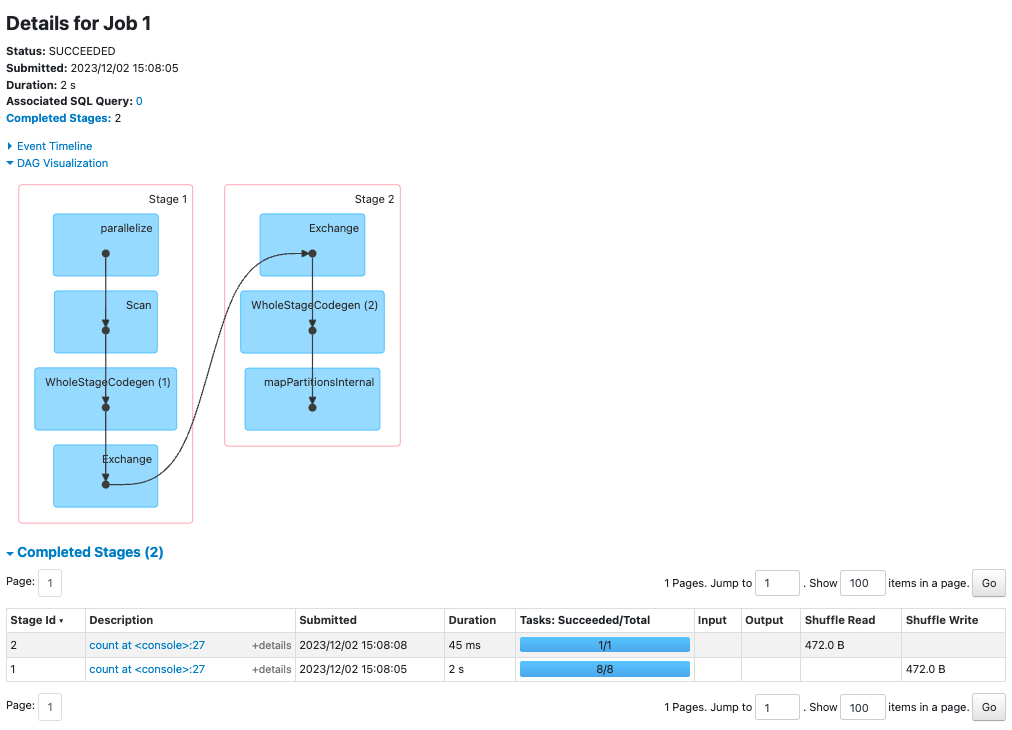 Details for Job 1
Status: SUCCEEDED
Submitted: 2023/12/02 15:08:05
Duration: 2 s
Associated SQL Query: 0
Completed Stages: 2
Event Timeline
DAG Visualization
Stage 1
parallelize
Scan
WholeStageCodegen (1)
Exchange
Stage 2
Exchange
WholeStageCodegen (2)
mapPartitionsInternal
Completed Stages (2)
Page: 1 1 Pages. Jump to 1 . Show 100 items in a page. Go
Stage Id Description Submitted Duration Tasks: Succeeded/Total Input Output Shuffle Read Shuffle Write
2 count at <console>:27 +details 2023/12/02 15:08:08 45 ms 1/1 472.0 B
1 count at <console>:27 +details 2023/12/02 15:08:05 2 s 8/8 472.0 B
Page: 1 1 Pages. Jump to 1 . Show 100 items in a page. Go